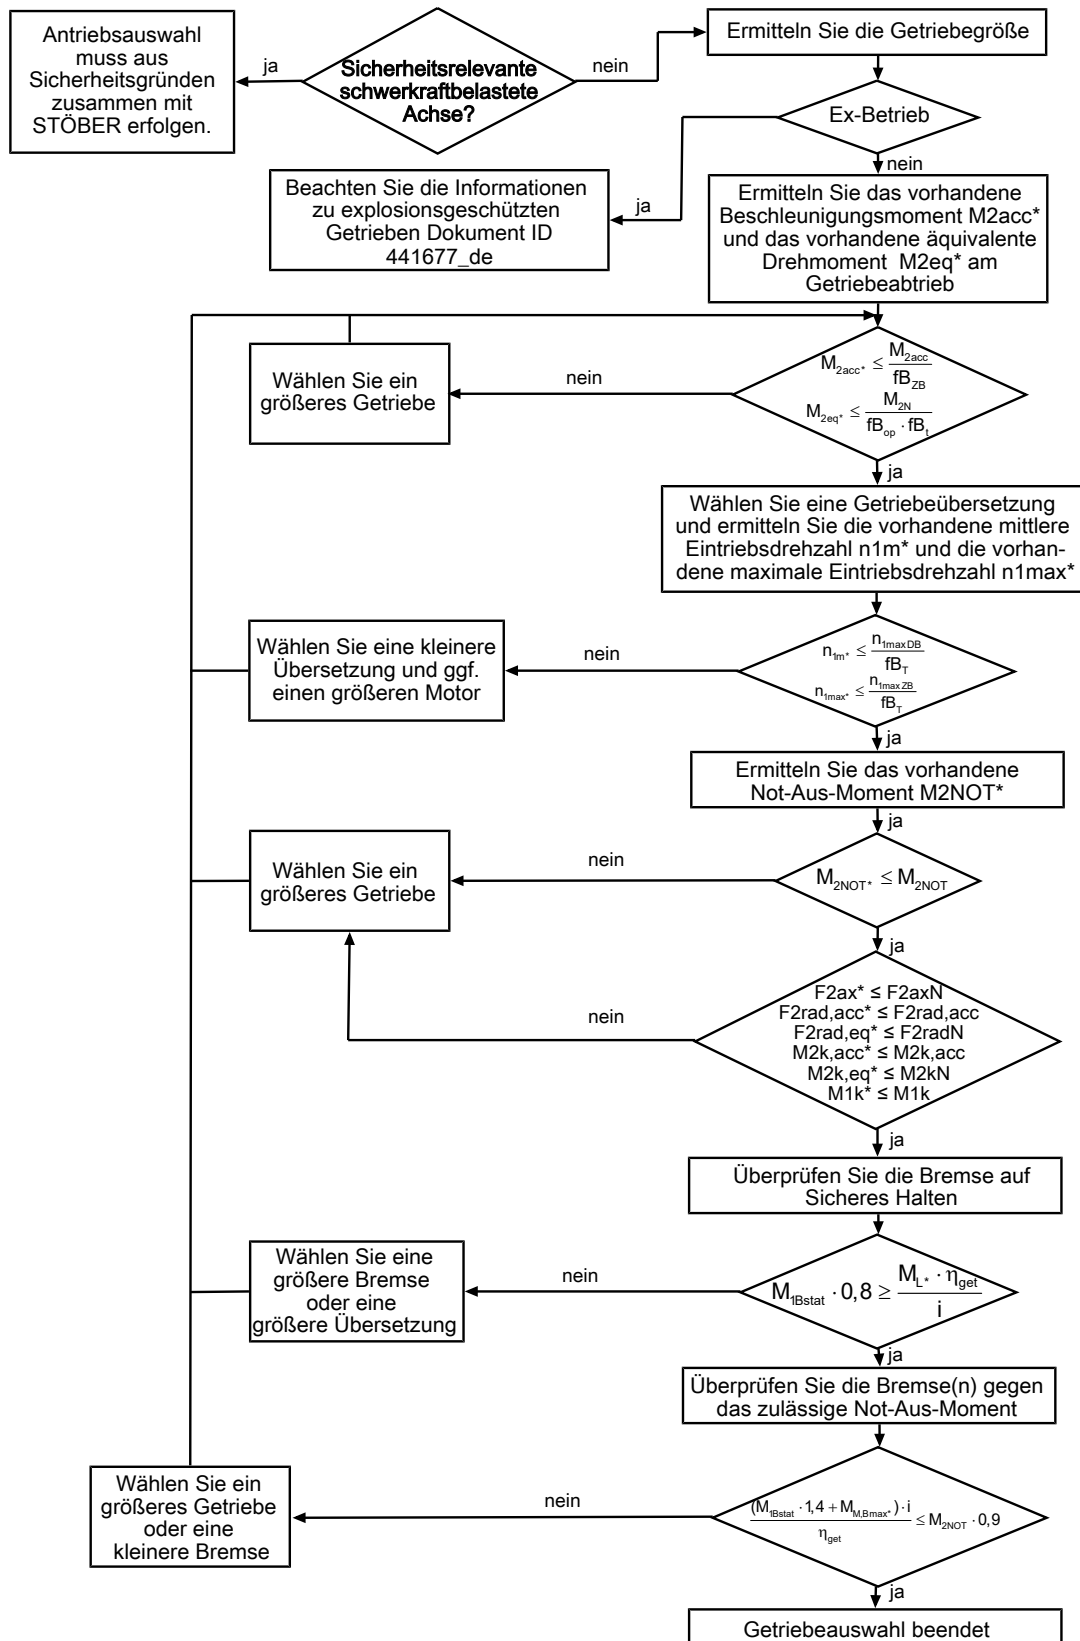 Antriebsauswahl
muss aus
Sicherheitsgründen
zusammen mit
STÖBER erfolgen.
ja
Sicherheitsrelevante
schwerkraftbelastete
Achse?
nein
Ermitteln Sie die Getriebegröße
Ex-Betrieb
nein
ja
Beachten Sie die Informationen
zu explosionsgeschützten
Getrieben Dokument ID
441677_de
Ermitteln Sie das vorhandene
Beschleunigungsmoment M2acc*
und das vorhandene äquivalente
Drehmoment M2eq* am
Getriebeabtrieb
M2acc* ≤ M2acc / fBZB
M2eq* ≤ M2N / fBop · fBt
nein
Wählen Sie ein
größeres Getriebe
ja
Wählen Sie eine Getriebeübersetzung
und ermitteln Sie die vorhandene mittlere
Eintriebsdrehzahl n1m* und die vorhan-
dene maximale Eintriebsdrehzahl n1max*
n1m* ≤ n1maxDB / fBT
n1max* ≤ n1maxZB / fBT
nein
Wählen Sie eine kleinere
Übersetzung und ggf.
einen größeren Motor
ja
Ermitteln Sie das vorhandene
Not-Aus-Moment M2NOT*
ja
M2NOT* ≤ M2NOT
nein
Wählen Sie ein
größeres Getriebe
ja
F2ax* ≤ F2axN
F2rad,acc* ≤ F2rad,acc
F2rad,eq* ≤ F2radN
M2k,acc* ≤ M2k,acc
M2k,eq* ≤ M2kN
M1k* ≤ M1k
nein
ja
Überprüfen Sie die Bremse auf
Sicheres Halten
M1Bstat · 0,8 ≥ ML* · ηget / i
nein
Wählen Sie eine
größere Bremse
oder eine
größere Übersetzung
ja
Überprüfen Sie die Bremse(n) gegen
das zulässige Not-Aus-Moment
(M1Bstat · 1,4 + MM,Bmax*) · i / ηget ≤ M2NOT · 0,9
nein
Wählen Sie ein
größeres Getriebe
oder eine
kleinere Bremse
ja
Getriebeauswahl beendet